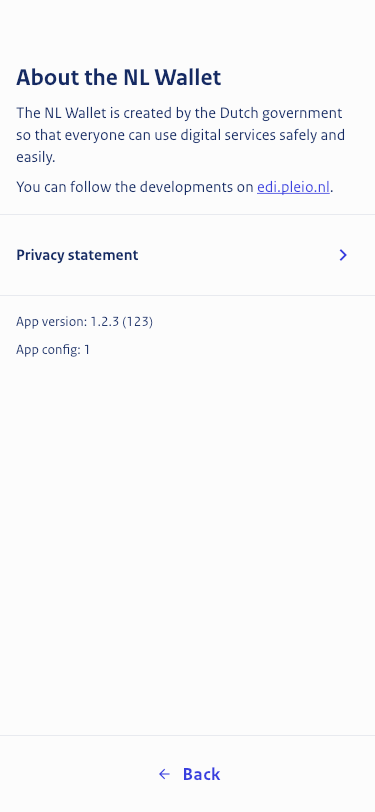 About the NL Wallet
The NL Wallet is created by the Dutch government
so that everyone can use digital services safely and
easily.
You can follow the developments on edi.pleio.nl.
Privacy statement
App version: 1.2.3 (123)
App config: 1
Back